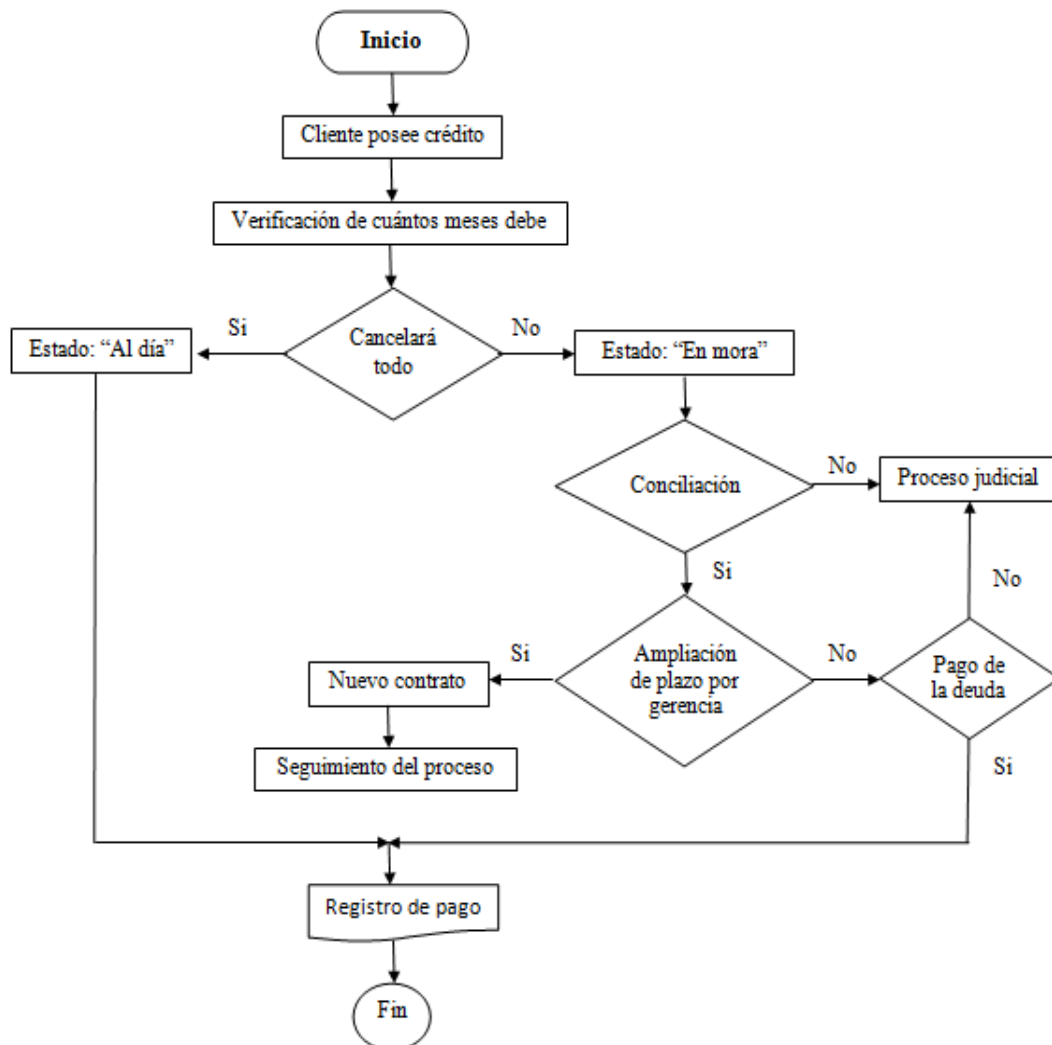 Inicio
Cliente posee crédito
Verificación de cuántos meses debe
Si
Cancelará
todo
No
Estado: “Al día”
Estado: “En mora”
Conciliación
No
Proceso judicial
Si
No
Si
Ampliación
de plazo por
gerencia
No
Pago de
la deuda
Nuevo contrato
Seguimiento del proceso
Si
Registro de pago
Fin